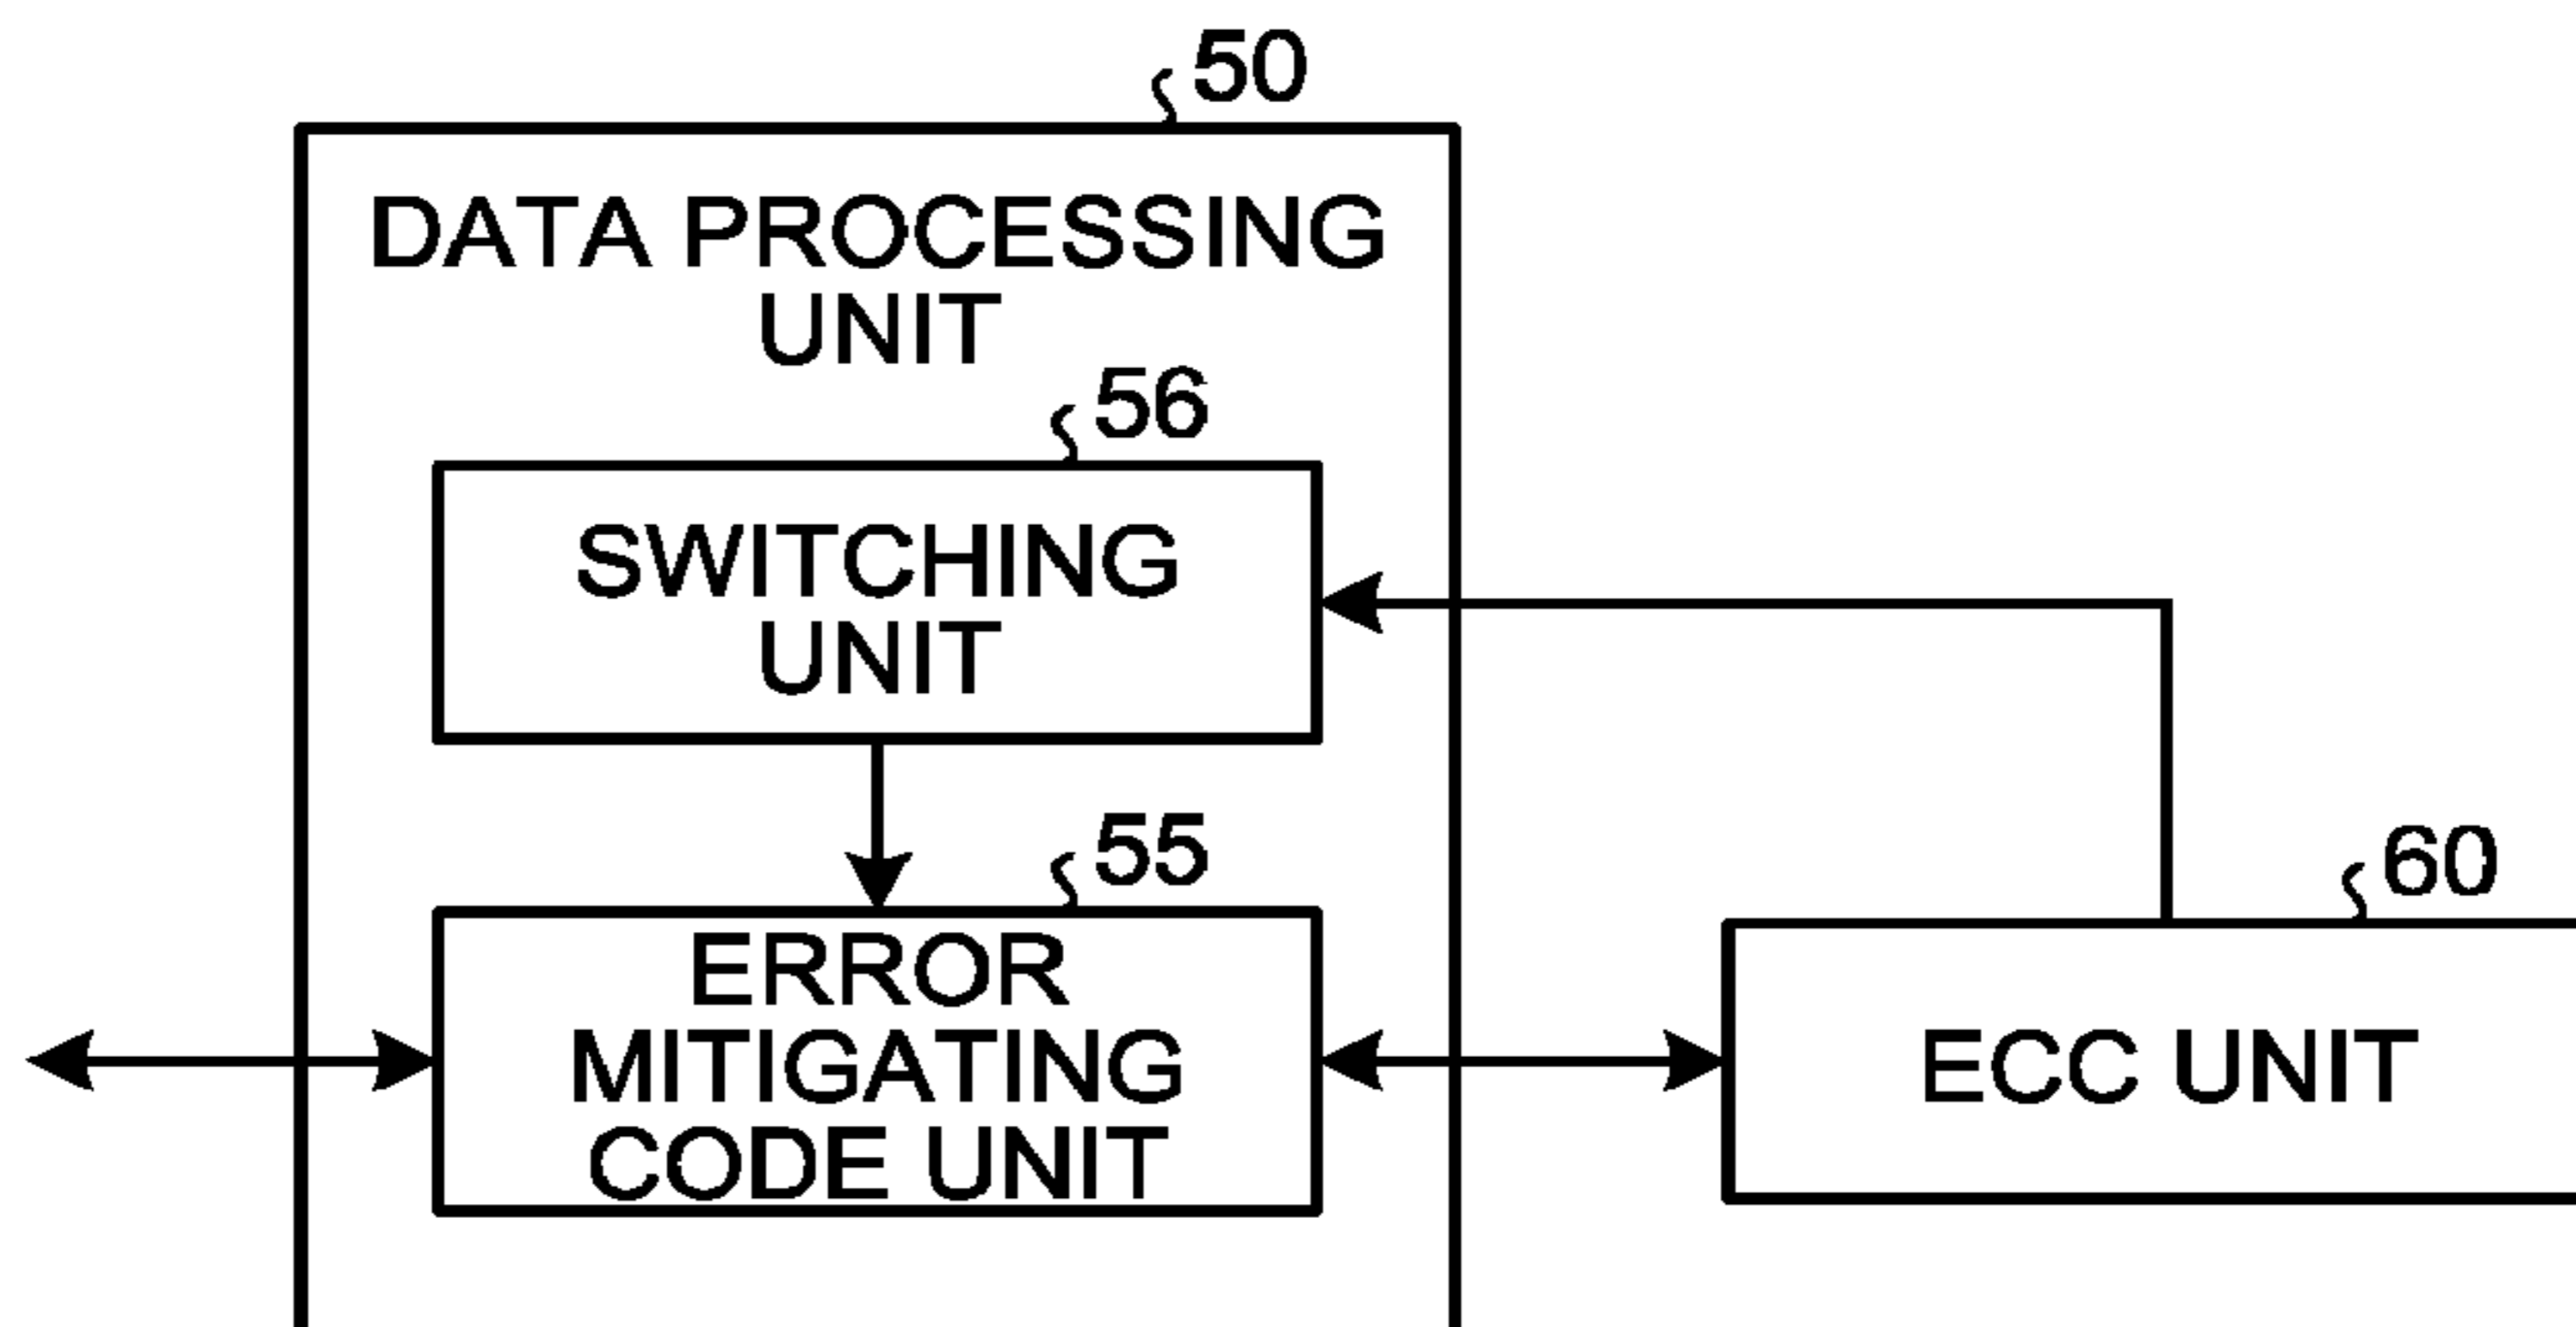 50
DATA PROCESSING
UNIT
56
SWITCHING
UNIT
55
ERROR
MITIGATING
CODE UNIT
60
ECC UNIT